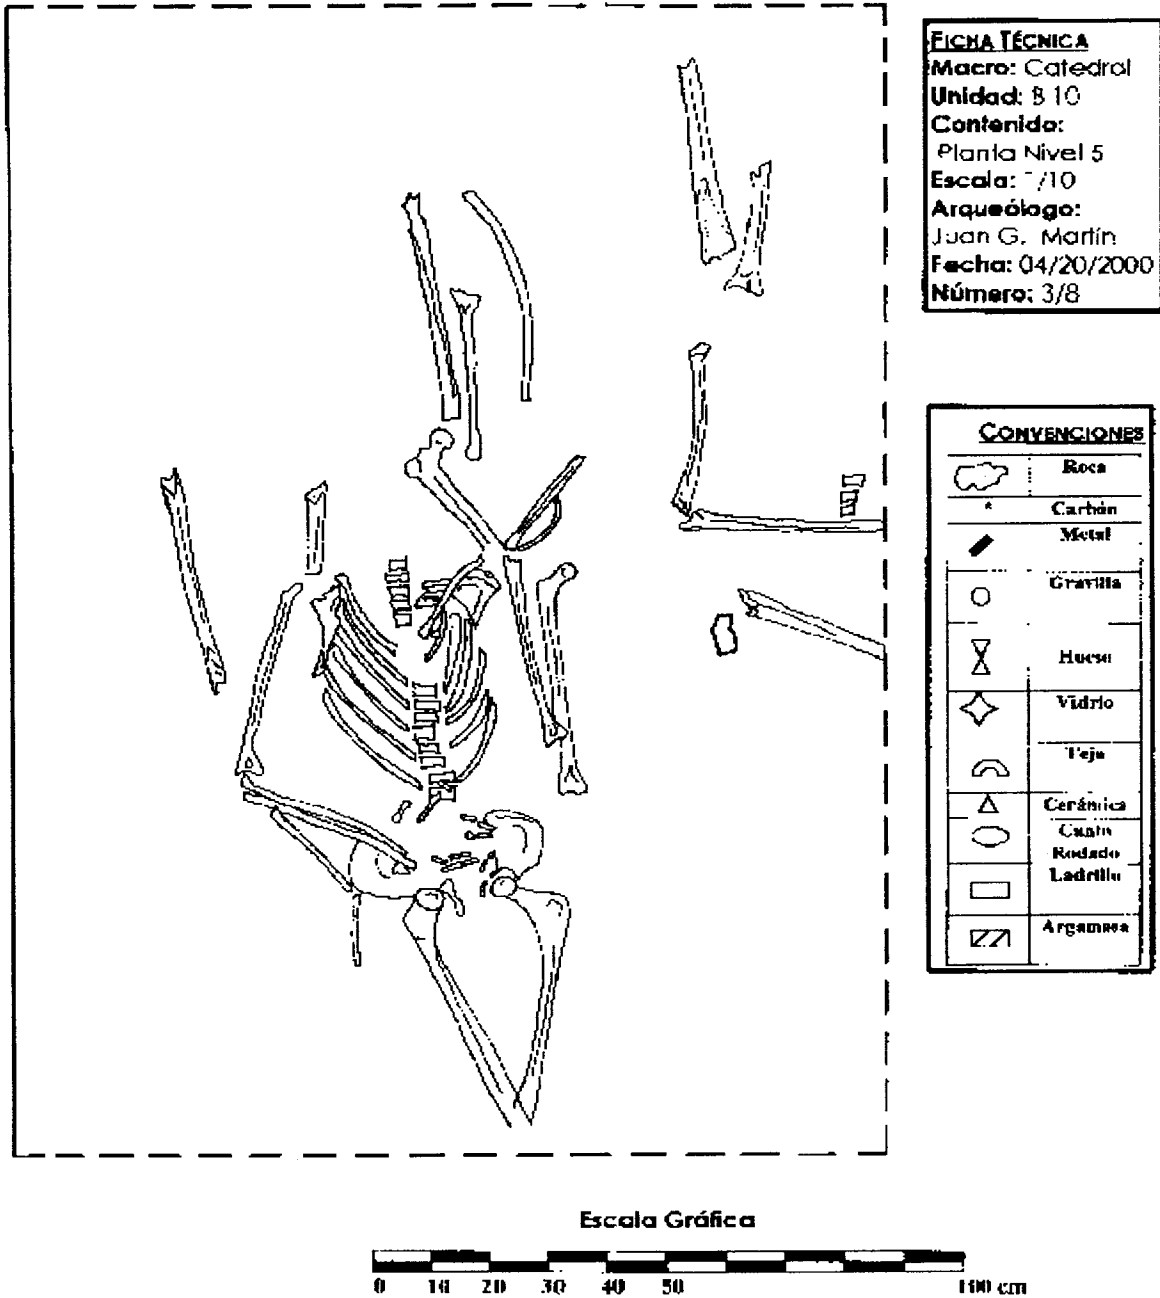 FICHA TÉCNICA
Macro: Catedral
Unidad: B 10
Contenido:
Planta Nivel 5
Escala: 1/10
Arqueólogo:
Juan G. Martín
Fecha: 04/20/2000
Número: 3/8
CONVENCIONES
Roca
Carbón
Metal
Gravilla
Hueso
Vidrio
Teja
Cerámica
Canto
Rodado
Ladrillo
Argamasa
Escala Gráfica
0 10 20 30 40 50 100 cm